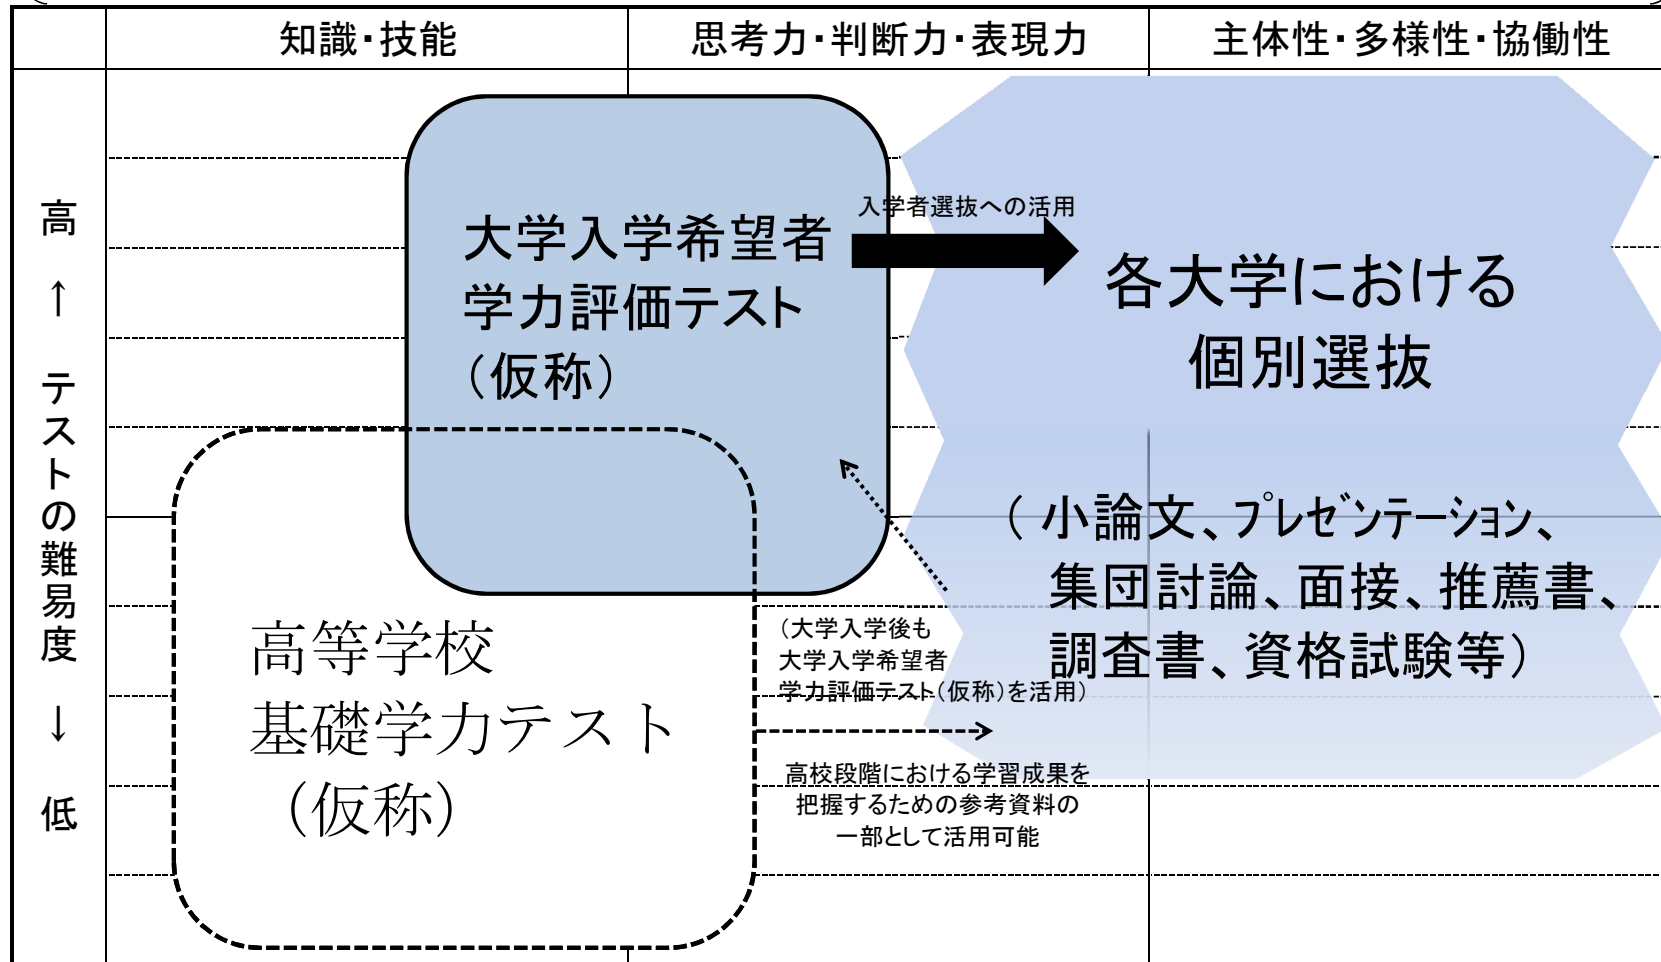 知識・技能
思考力・判断力・表現力
主体性・多様性・協働性
高
↑
テストの難易度
↓
低
大学入学希望者
学力評価テスト
（仮称）
入学者選抜への活用
各大学における
個別選抜
（小論文、プレゼンテーション、
集団討論、面接、推薦書、
調査書、資格試験等）
高等学校
基礎学力テスト
（仮称）
（大学入学後も
大学入学希望者
学力評価テスト（仮称）を活用）
高校段階における学習成果を
把握するための参考資料の
一部として活用可能